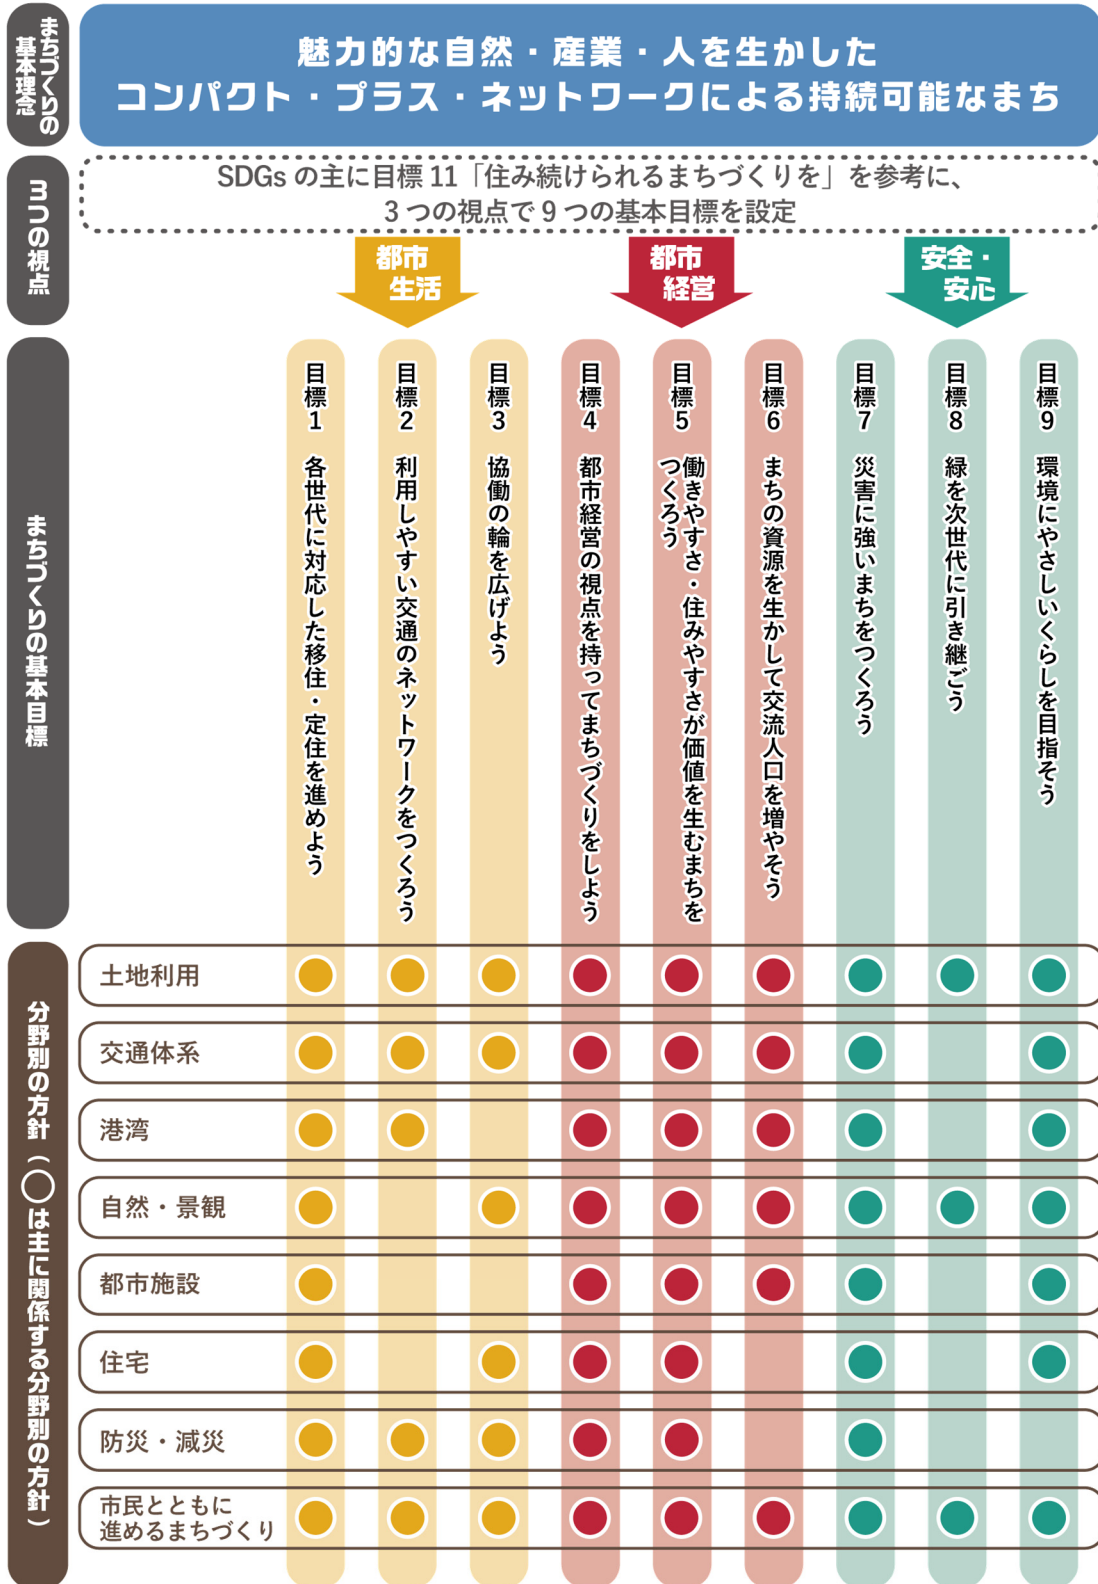 まちづくりの
基本理念
魅力的な自然・産業・人を生かした
コンパクト・プラス・ネットワークによる持続可能なまち
3つの視点
SDGs の主に目標 11「住み続けられるまちづくりを」を参考に、
3 つの視点で 9 つの基本目標を設定
都市
生活
都市
経営
安全・
安心
まちづくりの基本目標
目標1 各世代に対応した移住・定住を進めよう
目標2 利用しやすい交通のネットワークをつくろう
目標3 協働の輪を広げよう
目標4 都市経営の視点を持ってまちづくりをしよう
目標5 働きやすさ・住みやすさが価値を生むまちを
つくろう
目標6 まちの資源を生かして交流人口を増やそう
目標7 災害に強いまちをつくろう
目標8 緑を次世代に引き継ごう
目標9 環境にやさしいくらしを目指そう
分野別の方針（◯は主に関係する分野別の方針）
土地利用
交通体系
港湾
自然・景観
都市施設
住宅
防災・減災
市民とともに
進めるまちづくり